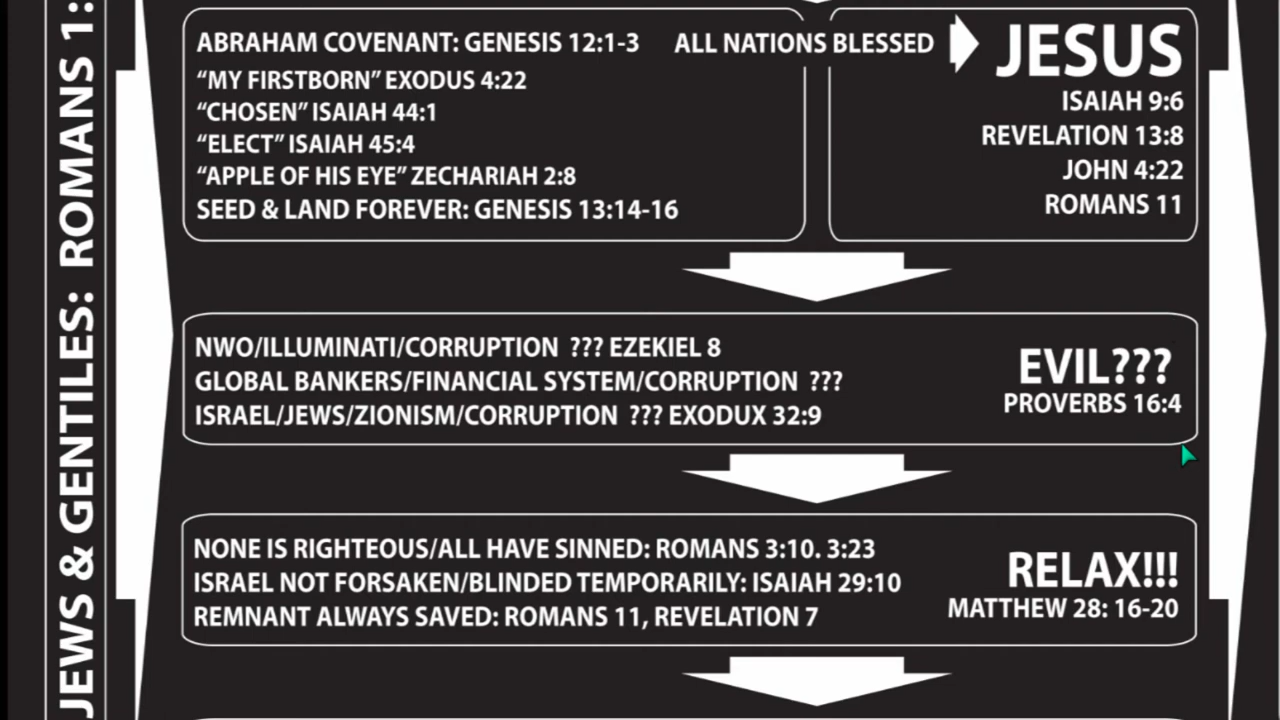 JEWS & GENTILES: ROMANS 1:
ABRAHAM COVENANT: GENESIS 12:1-3 ALL NATIONS BLESSED
"MY FIRSTBORN" EXODUS 4:22
"CHOSEN" ISAIAH 44:1
"ELECT" ISAIAH 45:4
"APPLE OF HIS EYE" ZECHARIAH 2:8
SEED & LAND FOREVER: GENESIS 13:14-16
JESUS
ISAIAH 9:6
REVELATION 13:8
JOHN 4:22
ROMANS 11
NWO/ILLUMINATI/CORRUPTION ??? EZEKIEL 8
GLOBAL BANKERS/FINANCIAL SYSTEM/CORRUPTION ???
ISRAEL/JEWS/ZIONISM/CORRUPTION ??? EXODUX 32:9
EVIL???
PROVERBS 16:4
NONE IS RIGHTEOUS/ALL HAVE SINNED: ROMANS 3:10. 3:23
ISRAEL NOT FORSAKEN/BLINDED TEMPORARILY: ISAIAH 29:10
REMNANT ALWAYS SAVED: ROMANS 11, REVELATION 7
RELAX!!!
MATTHEW 28: 16-20